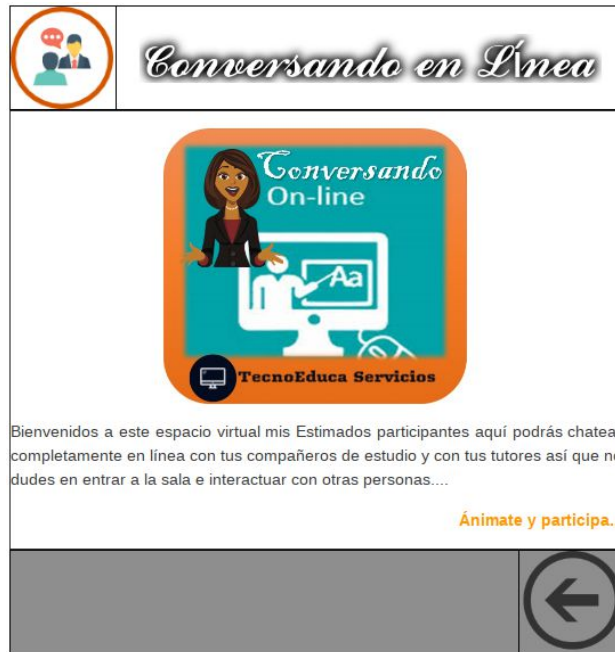 Conversando en Línea
Conversando
On-line
Aa
TecnoEduca Servicios
Bienvenidos a este espacio virtual mis Estimados participantes aquí podrás chatea
completamente en línea con tus compañeros de estudio y con tus tutores así que n
dudes en entrar a la sala e interactuar con otras personas....
Ánimate y participa.